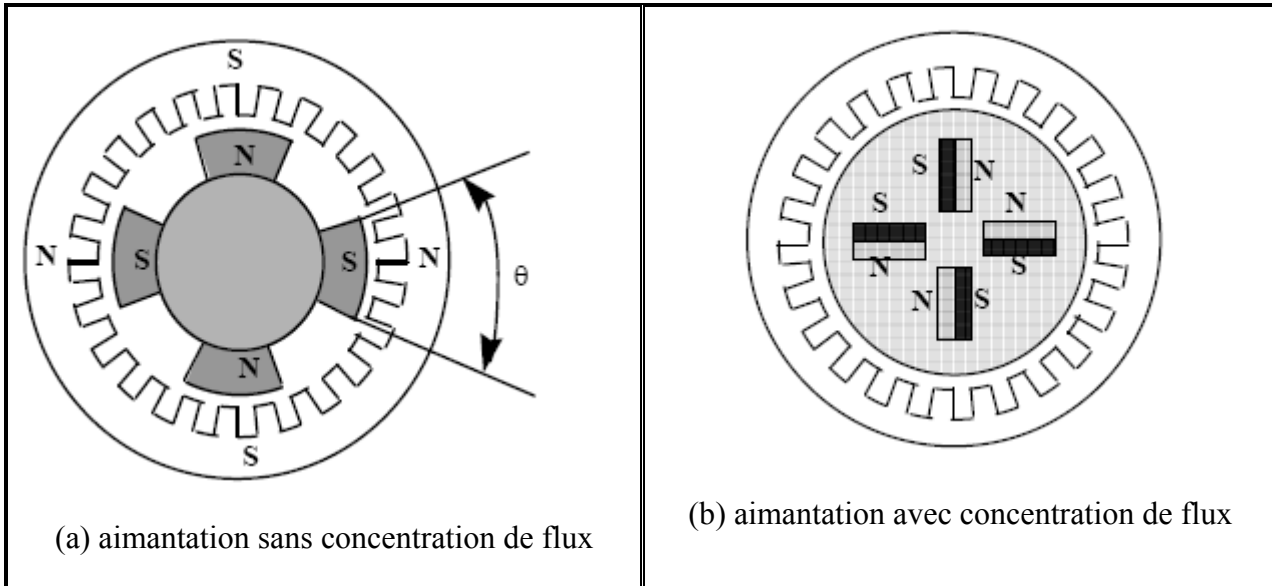 S
N
N S S N
θ
N
S
(a) aimantation sans concentration de flux
S N
S N
N S
N S
(b) aimantation avec concentration de flux